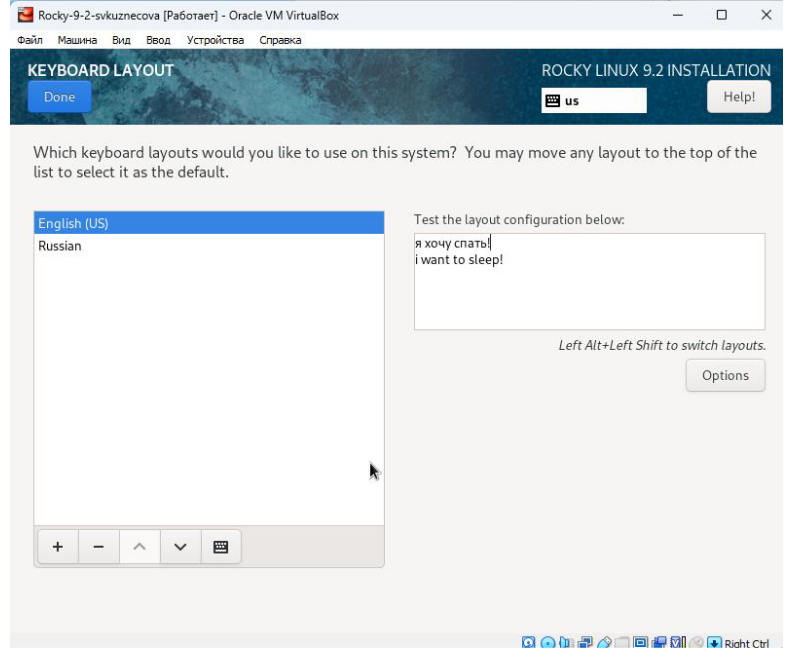 Rocky-9-2-svkuznecova [Работает] - Oracle VM VirtualBox
Файл Машина Вид Ввод Устройства Справка
KEYBOARD LAYOUT
ROCKY LINUX 9.2 INSTALLATION
Done
us
Help!
Which keyboard layouts would you like to use on this system? You may move any layout to the top of the
list to select it as the default.
English (US)
Russian
Test the layout configuration below:
я хочу спать!
i want to sleep!
Left Alt+Left Shift to switch layouts.
Options
Right Ctrl